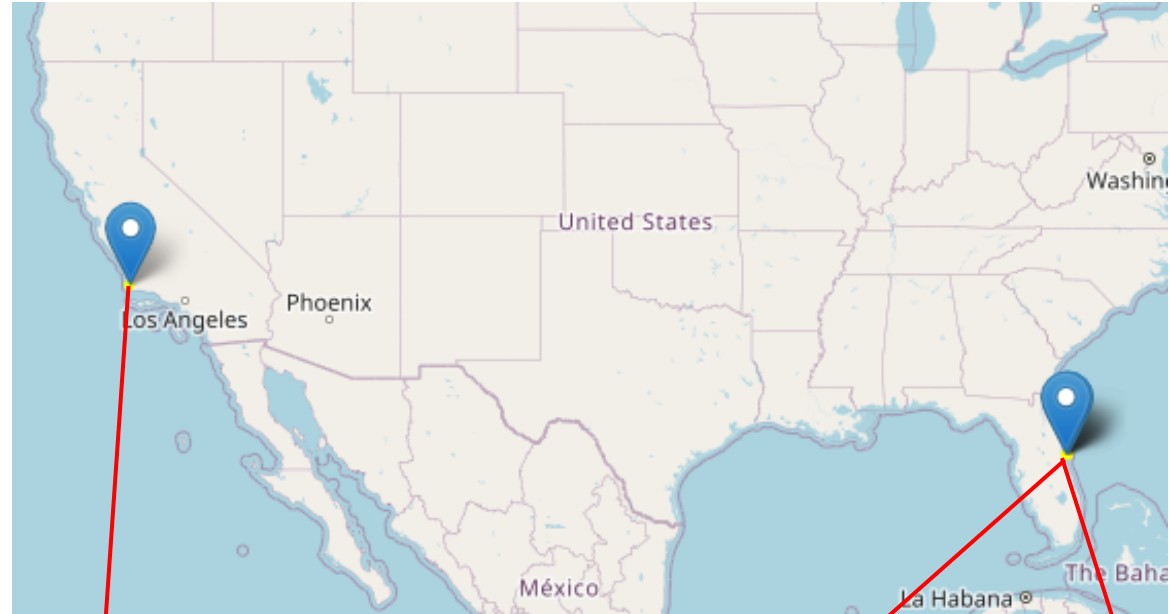 Washing
United States
Phoenix
Los Angeles
The Baha
México
La Habana